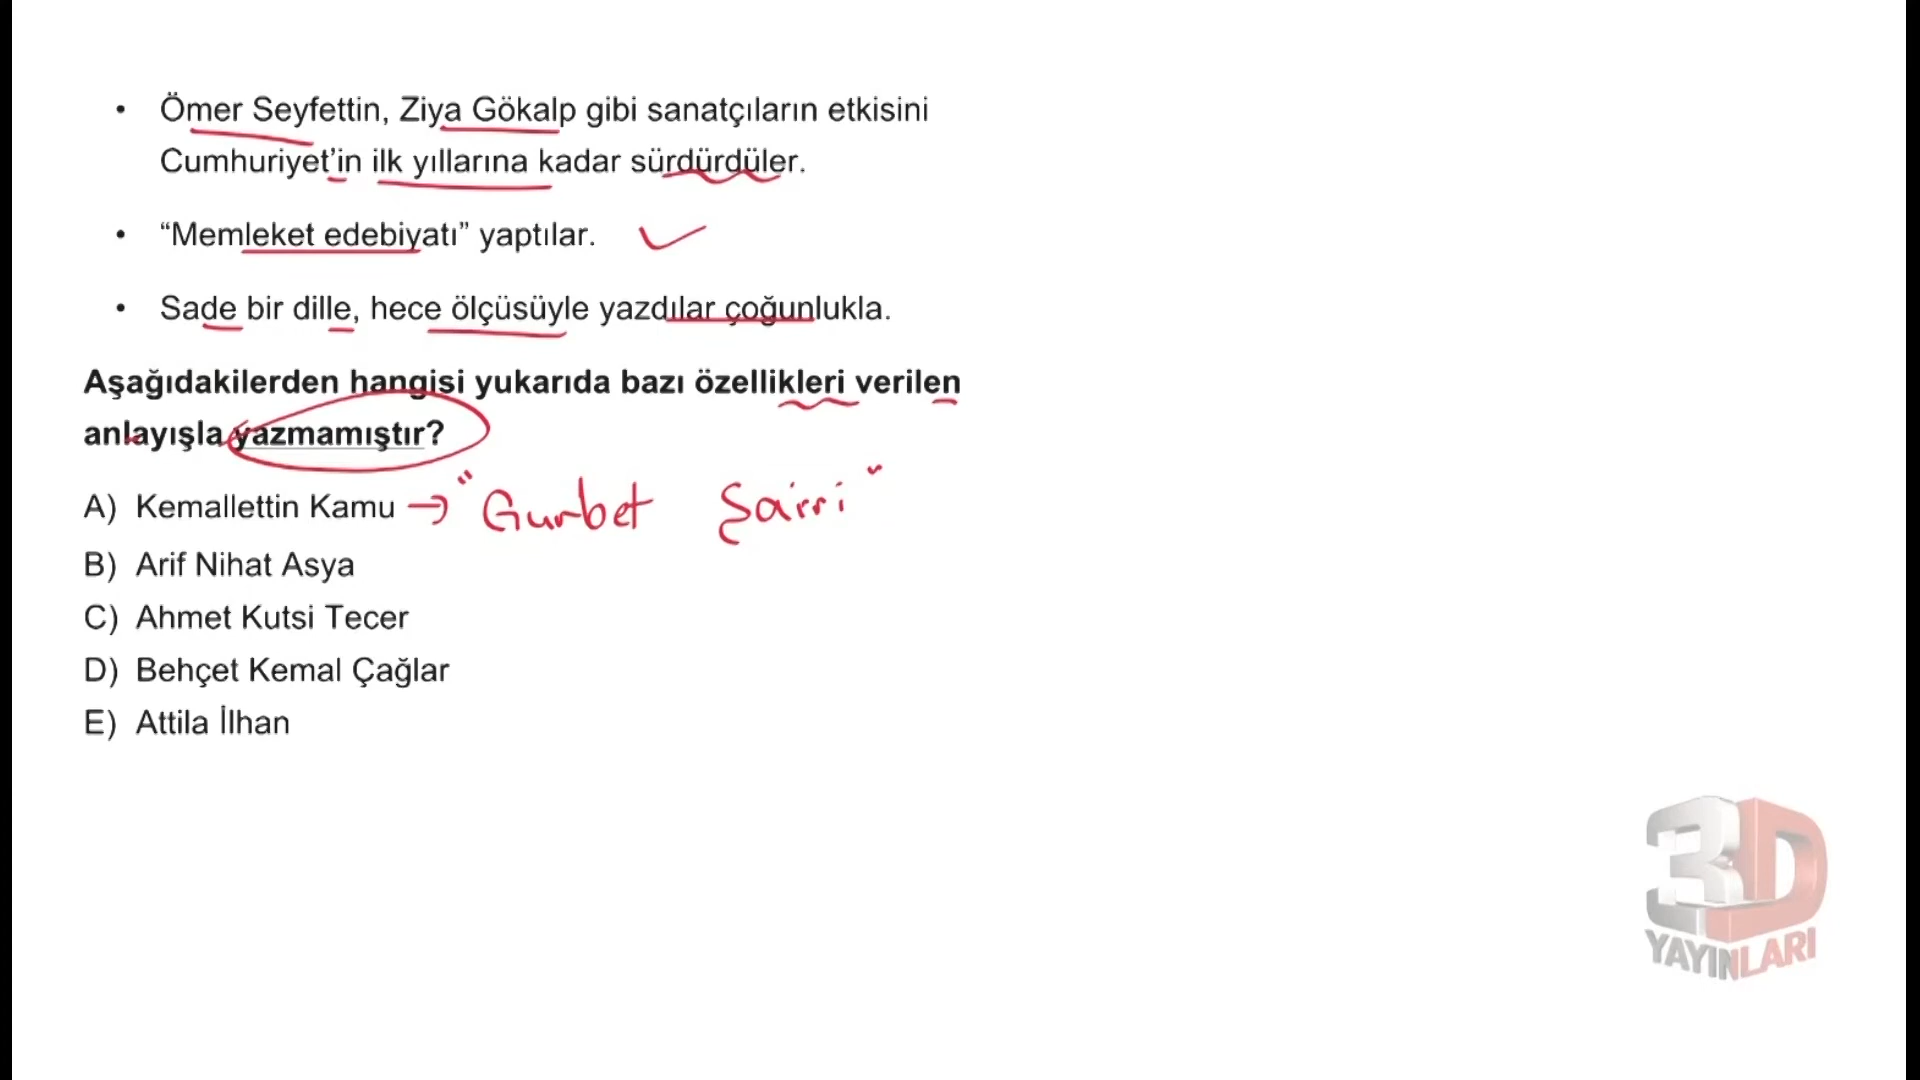 • Ömer Seyfettin, Ziya Gökalp gibi sanatçıların etkisini
Cumhuriyet’in ilk yıllarına kadar sürdürdüler.
• “Memleket edebiyatı” yaptılar.
• Sade bir dille, hece ölçüsüyle yazdılar çoğunlukla.
Aşağıdakilerden hangisi yukarıda bazı özellikleri verilen
anlayışla yazmamıştır?
A) Kemallettin Kamu → "Gurbet Şairi"
B) Arif Nihat Asya
C) Ahmet Kutsi Tecer
D) Behçet Kemal Çağlar
E) Attila İlhan
3D
YAYINLARI